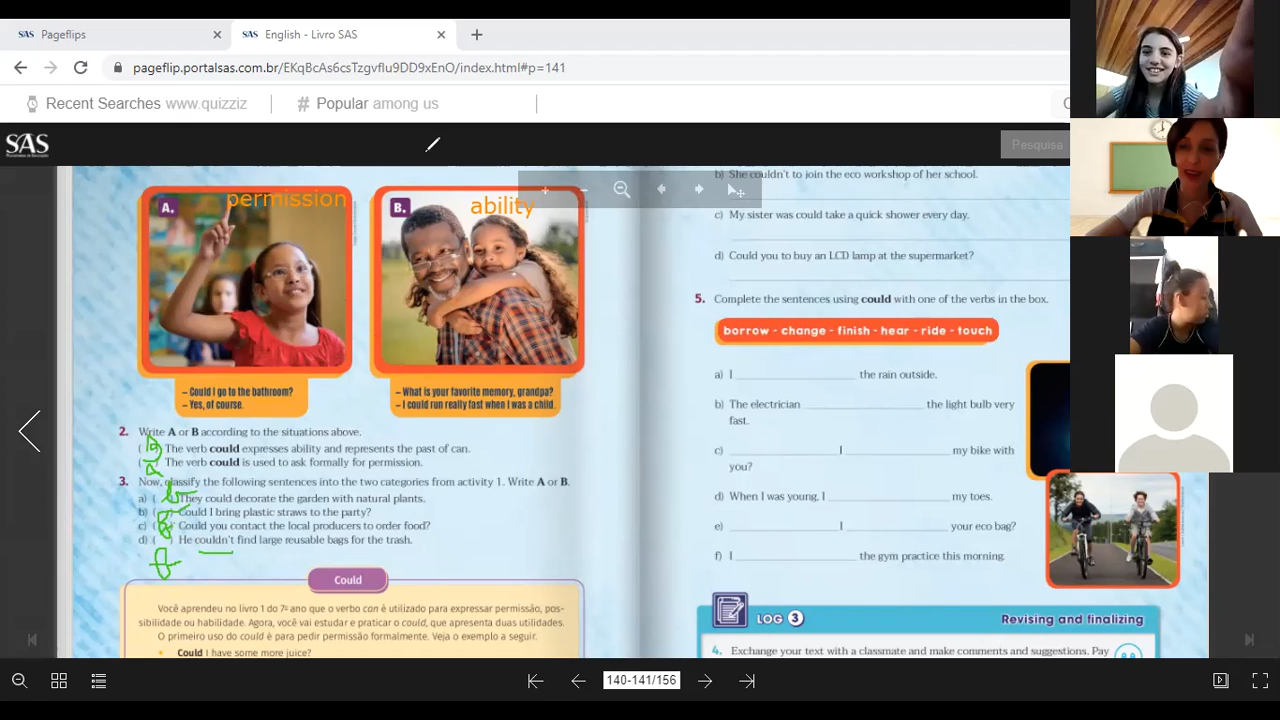 Pageflips
English - Livro SAS
pageflip.portalsas.com.br/EKqBcAs6csTzgvflu9DD9xEnO/index.html#p=141
Recent Searches www.quizziz
# Popular among us
SAS
Pesquisa
A.
permission
– Could I go to the bathroom?
– Yes, of course.
B.
ability
– What is your favorite memory, grandpa?
– I could run really fast when I was a child.
2. Write A or B according to the situations above.
( ) The verb could expresses ability and represents the past of can.
( ) The verb could is used to ask formally for permission.
3. Now, classify the following sentences into the two categories from activity 1. Write A or B.
a) ( ) They could decorate the garden with natural plants.
b) ( ) Could I bring plastic straws to the party?
c) ( ) Could you contact the local producers to order food?
d) ( ) He couldn't find large reusable bags for the trash.
Could
Você aprendeu no livro 1 do 7º ano que o verbo can é utilizado para expressar permissão, pos-
sibilidade ou habilidade. Agora, você vai estudar e praticar o could, que apresenta duas utilidades.
O primeiro uso do could é para pedir permissão formalmente. Veja o exemplo a seguir.
• Could I have some more juice?
b) She couldn't to join the eco workshop of her school.
c) My sister was could take a quick shower every day.
d) Could you to buy an LCD lamp at the supermarket?
5. Complete the sentences using could with one of the verbs in the box.
borrow - change - finish - hear - ride - touch
a) I ____ the rain outside.
b) The electrician ____ the light bulb very
fast.
c) ____ I ____ my bike with
you?
d) When I was young, I ____ my toes.
e) ____ I ____ your eco bag?
f) I ____ the gym practice this morning.
LOG 3
Revising and finalizing
4. Exchange your text with a classmate and make comments and suggestions. Pay
140-141/156